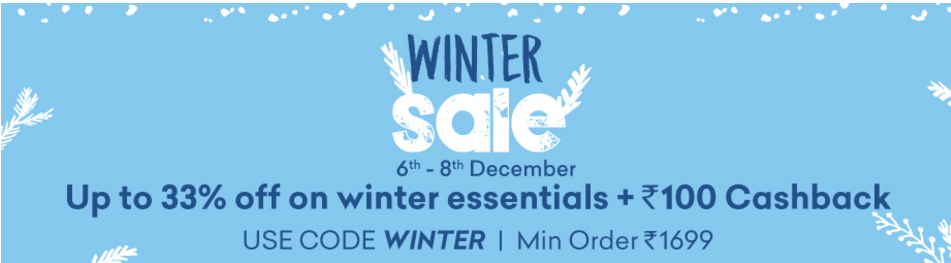 WINTER
sale
6th - 8th December
Up to 33% off on winter essentials + ₹100 Cashback
USE CODE WINTER | Min Order ₹1699